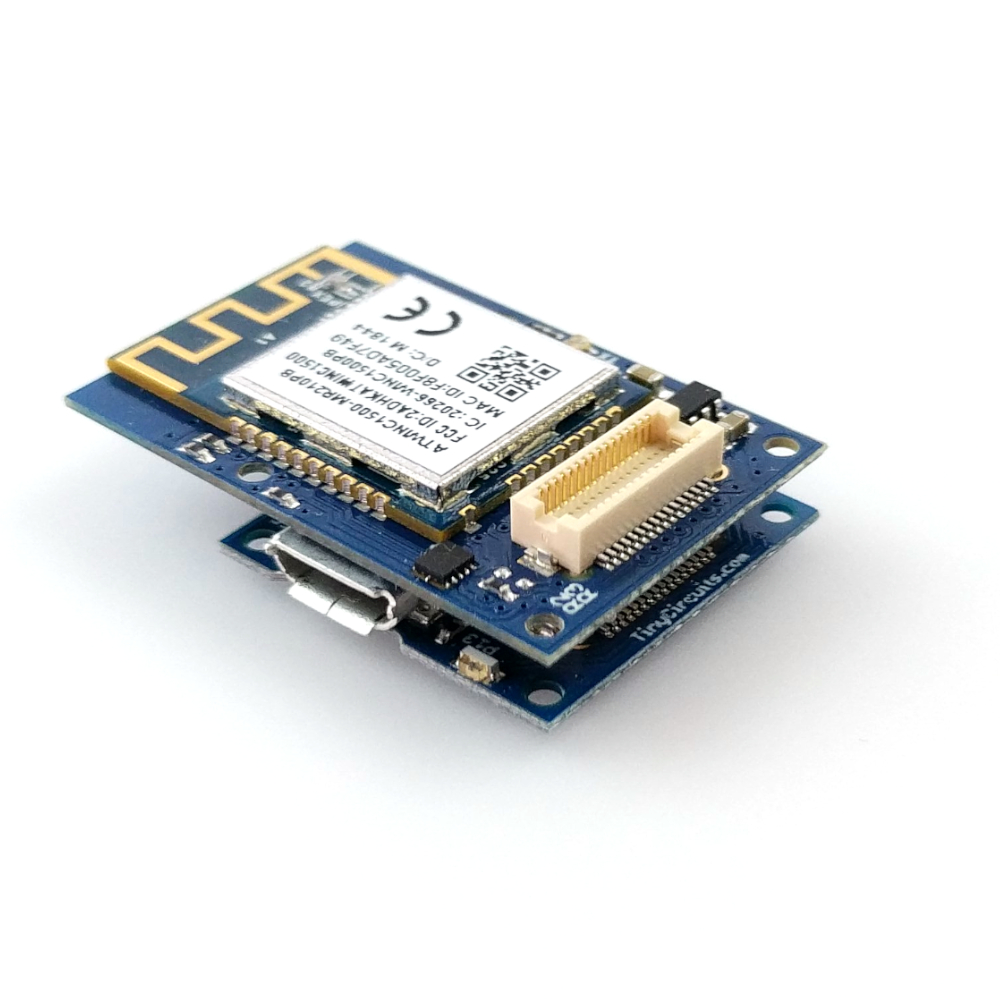 ATWINC1500-MR210PB
FCC ID:2ADHKATWINC1500
IC:20266-WINC1500PB
MAC ID:F8F005AD7F49
D/C: M 1844
CE
TinyCircuits.com